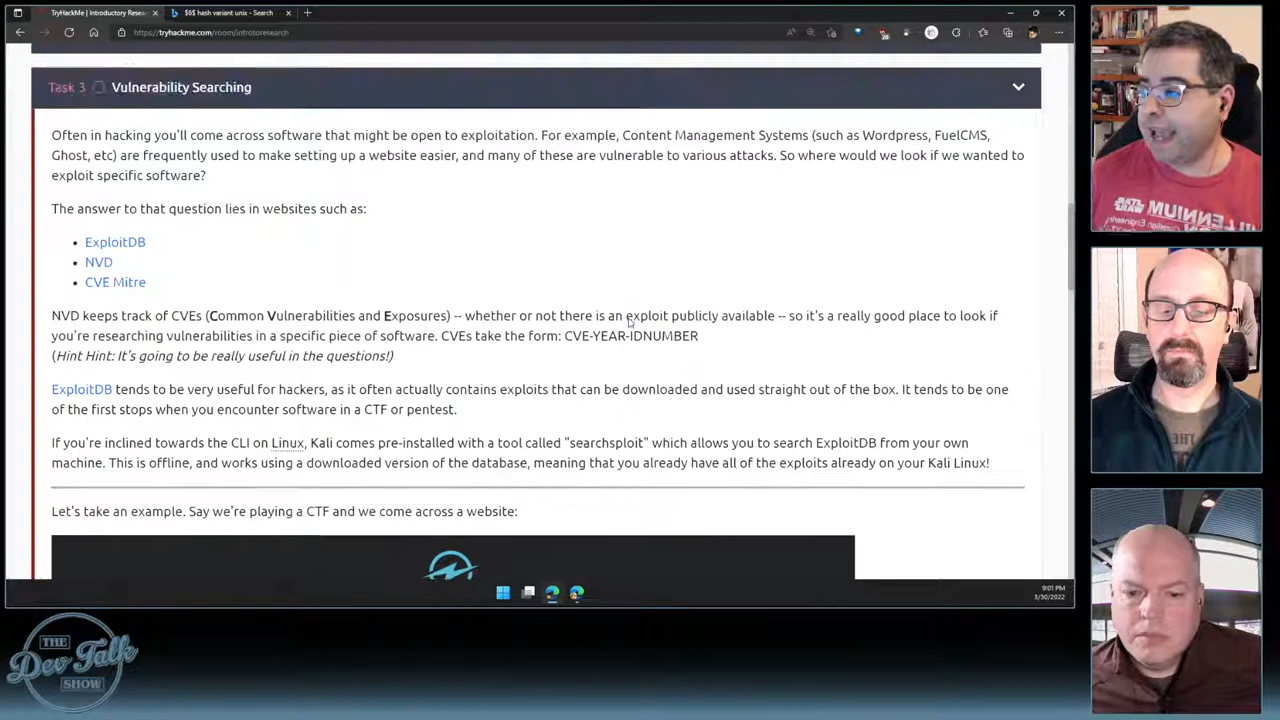 TryHackMe | Introductory Resea
$6$ hash variant unix - Search
https://tryhackme.com/room/introtoresearch
Task 3 Vulnerability Searching
Often in hacking you'll come across software that might be open to exploitation. For example, Content Management Systems (such as Wordpress, FuelCMS,
Ghost, etc) are frequently used to make setting up a website easier, and many of these are vulnerable to various attacks. So where would we look if we wanted to
exploit specific software?
The answer to that question lies in websites such as:
ExploitDB
NVD
CVE Mitre
NVD keeps track of CVEs (Common Vulnerabilities and Exposures) -- whether or not there is an exploit publicly available -- so it's a really good place to look if
you're researching vulnerabilities in a specific piece of software. CVEs take the form: CVE-YEAR-IDNUMBER
(Hint Hint: It's going to be really useful in the questions!)
ExploitDB tends to be very useful for hackers, as it often actually contains exploits that can be downloaded and used straight out of the box. It tends to be one
of the first stops when you encounter software in a CTF or pentest.
If you're inclined towards the CLI on Linux, Kali comes pre-installed with a tool called "searchsploit" which allows you to search ExploitDB from your own
machine. This is offline, and works using a downloaded version of the database, meaning that you already have all of the exploits already on your Kali Linux!
Let's take an example. Say we're playing a CTF and we come across a website:
9:01 PM
3/30/2022
THE
Dev Talk
SHOW
STAR
WARS
MILLENNIUM